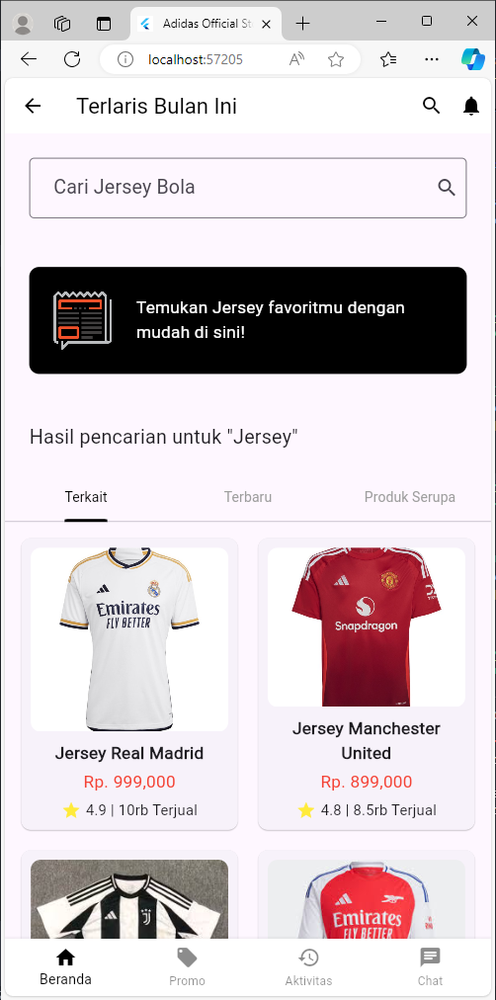 Adidas Official St
localhost:57205
Terlaris Bulan Ini
Cari Jersey Bola
Temukan Jersey favoritmu dengan
mudah di sini!
Hasil pencarian untuk "Jersey"
Terkait
Terbaru
Produk Serupa
Emirates
FLY BETTER
Snapdragon
Jersey Real Madrid
Rp. 999,000
4.9 | 10rb Terjual
Jersey Manchester
United
Rp. 899,000
4.8 | 8.5rb Terjual
Emirates
FLY BETTER
Beranda
Promo
Aktivitas
Chat